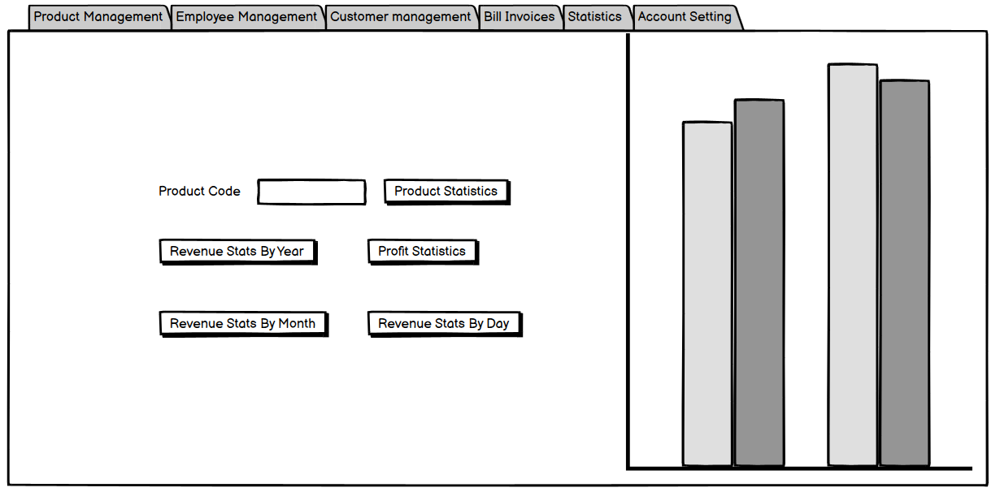 Product Management Employee Management Customer management Bill Invoices Statistics Account Setting
Product Code Product Statistics
Revenue Stats By Year Profit Statistics
Revenue Stats By Month Revenue Stats By Day